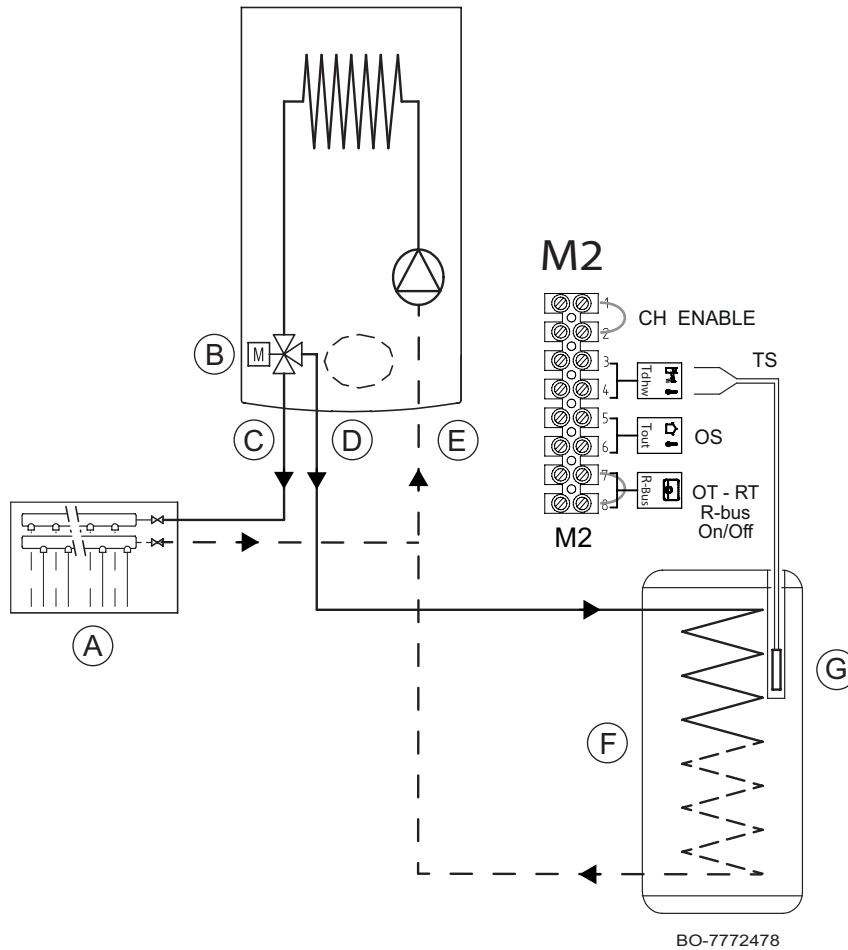 M2
1
CH ENABLE
2
3
Tdhw
TS
4
5
Tout
OS
6
7
R-Bus
OT - RT
R-bus
On/Off
8
M2
B
M
C
D
E
A
F
G
BO-7772478